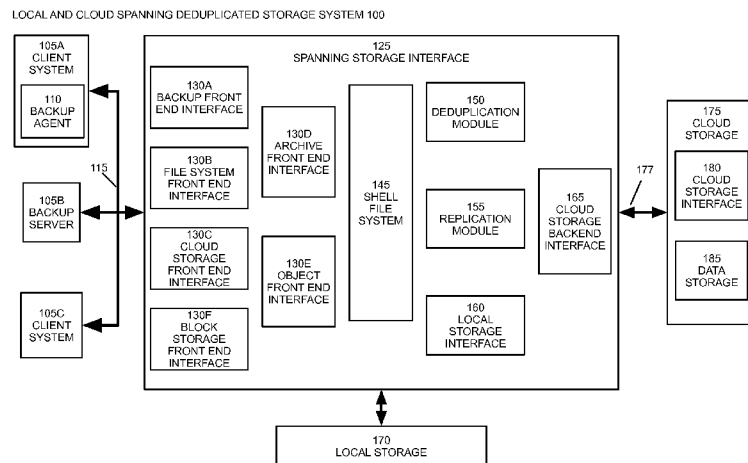 LOCAL AND CLOUD SPANNING DEDUPLICATED STORAGE SYSTEM 100
105A
CLIENT
SYSTEM
110
BACKUP
AGENT
115
105B
BACKUP
SERVER
105C
CLIENT
SYSTEM
125
SPANNING STORAGE INTERFACE
130A
BACKUP FRONT
END INTERFACE
130B
FILE SYSTEM
FRONT END
INTERFACE
130C
CLOUD
STORAGE
FRONT END
INTERFACE
130F
BLOCK
STORAGE
FRONT END
INTERFACE
130D
ARCHIVE
FRONT END
INTERFACE
130E
OBJECT
FRONT END
INTERFACE
145
SHELL
FILE
SYSTEM
150
DEDUPLICATION
MODULE
155
REPLICATION
MODULE
160
LOCAL
STORAGE
INTERFACE
165
CLOUD
STORAGE
BACKEND
INTERFACE
177
175
CLOUD
STORAGE
180
CLOUD
STORAGE
INTERFACE
185
DATA
STORAGE
170
LOCAL STORAGE